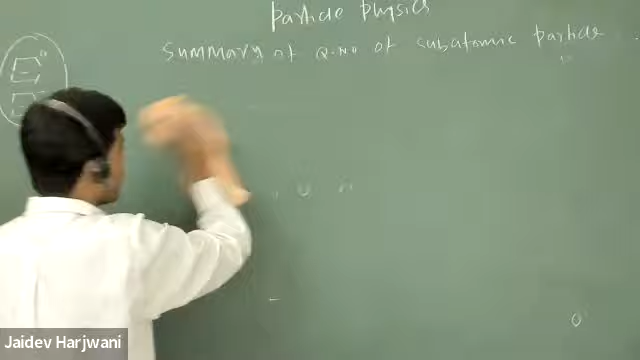 Particle Physics
Summary of Q.No of subatomic particle
Jaidev Harjwani